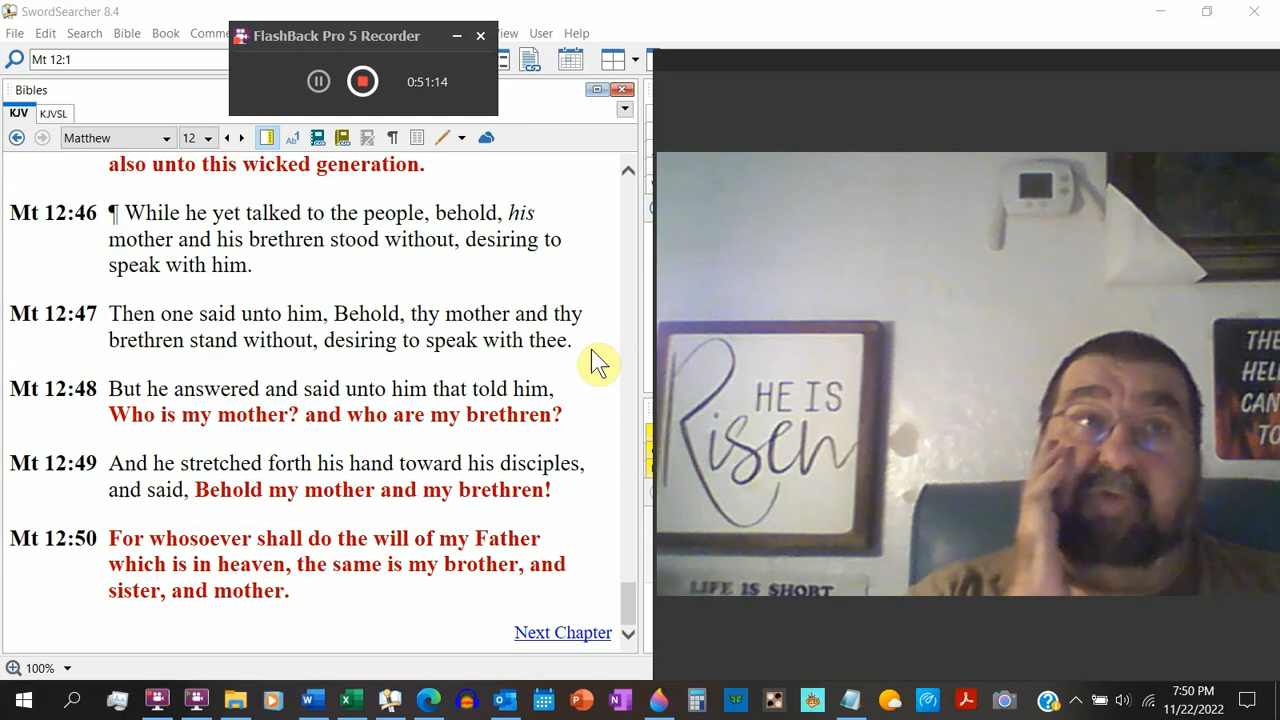 SwordSearcher 8.4
File Edit Search Bible Book Comme
iew User Help
FlashBack Pro 5 Recorder
0:51:14
Mt 12:1
Bibles
KJV KJVSL
Matthew 12
also unto this wicked generation.
Mt 12:46 ¶ While he yet talked to the people, behold, his
mother and his brethren stood without, desiring to
speak with him.
Mt 12:47 Then one said unto him, Behold, thy mother and thy
brethren stand without, desiring to speak with thee.
Mt 12:48 But he answered and said unto him that told him,
Who is my mother? and who are my brethren?
Mt 12:49 And he stretched forth his hand toward his disciples,
and said, Behold my mother and my brethren!
Mt 12:50 For whosoever shall do the will of my Father
which is in heaven, the same is my brother, and
sister, and mother.
Next Chapter
100%
HE IS
Risen
LIFE IS SHORT
THE
HEL
CAN
TO
7:50 PM
11/22/2022